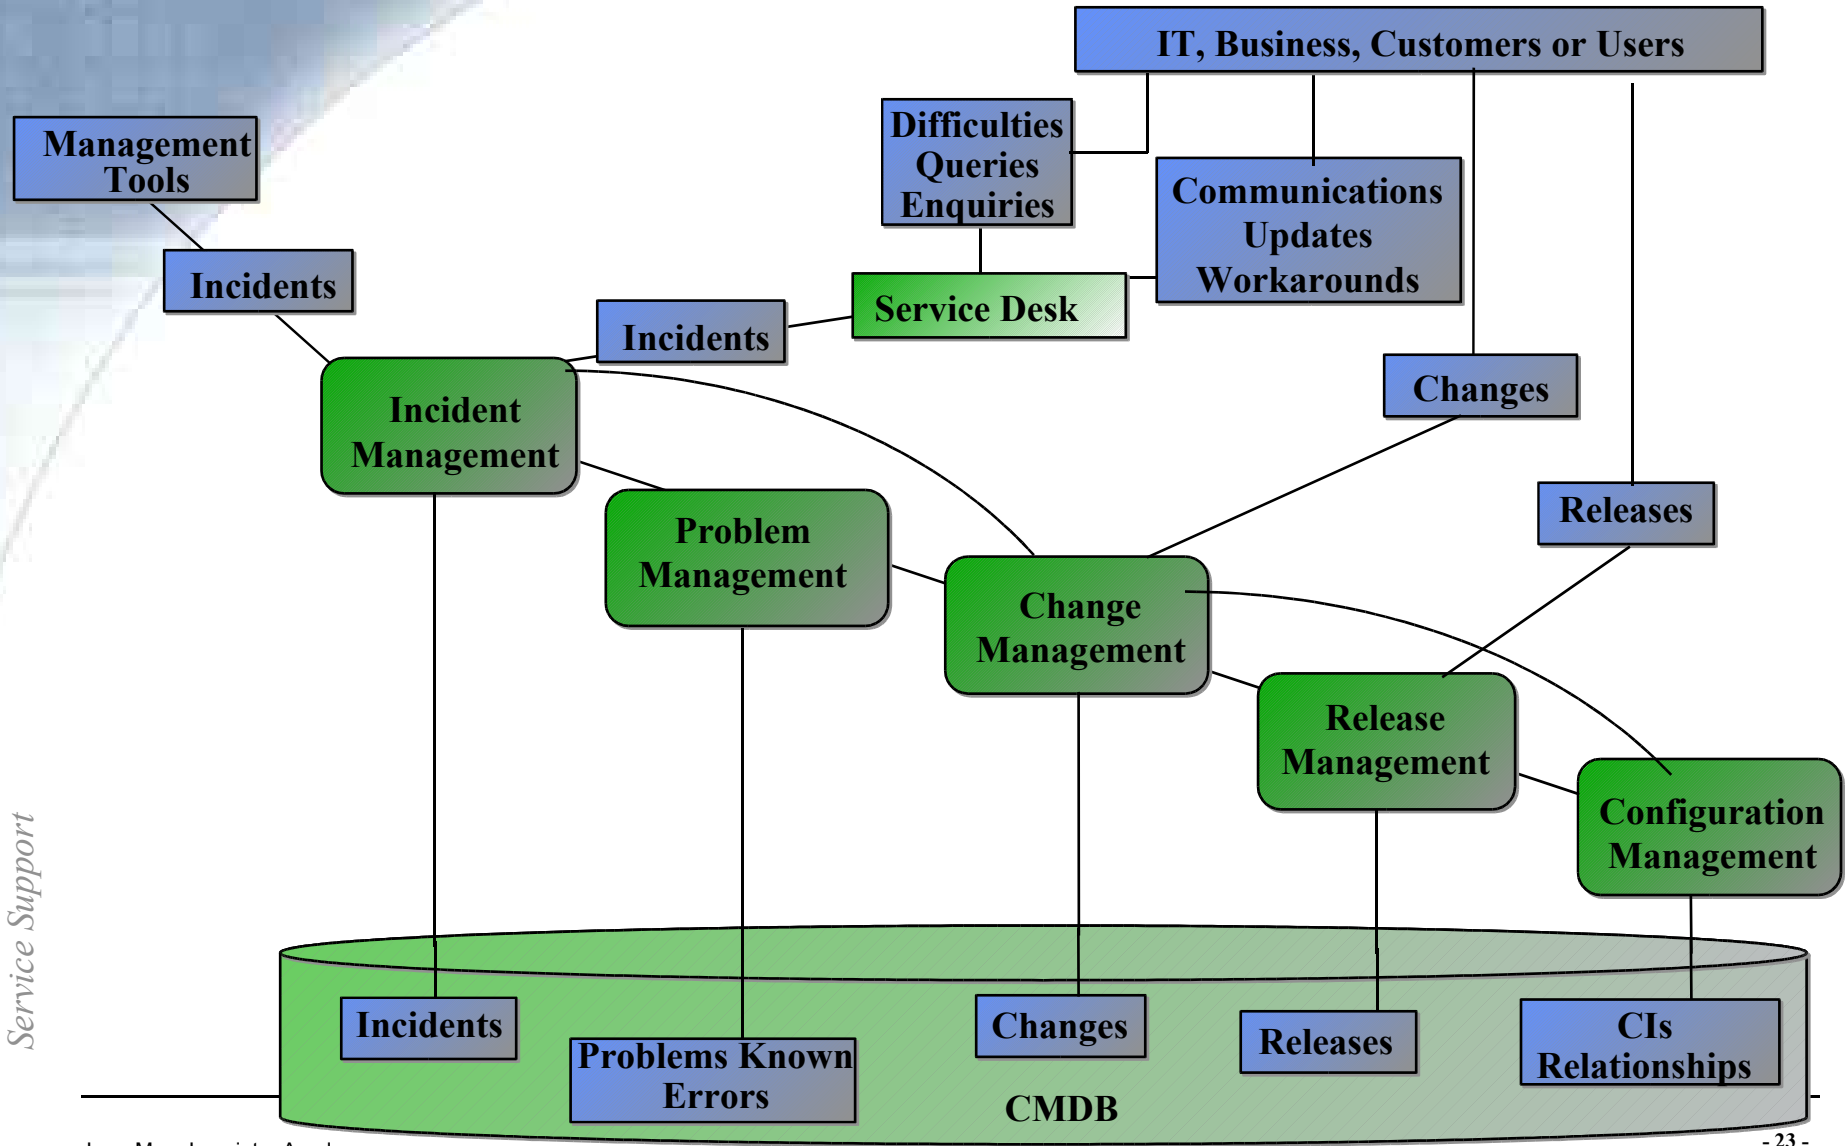 IT, Business, Customers or Users
Management
Tools
Difficulties
Queries
Enquiries
Communications
Updates
Workarounds
Incidents
Service Desk
Incidents
Changes
Incident
Management
Releases
Problem
Management
Change
Management
Release
Management
Configuration
Management
Service Support
Incidents
Problems Known
Errors
Changes
Releases
CIs
Relationships
CMDB
- 23 -